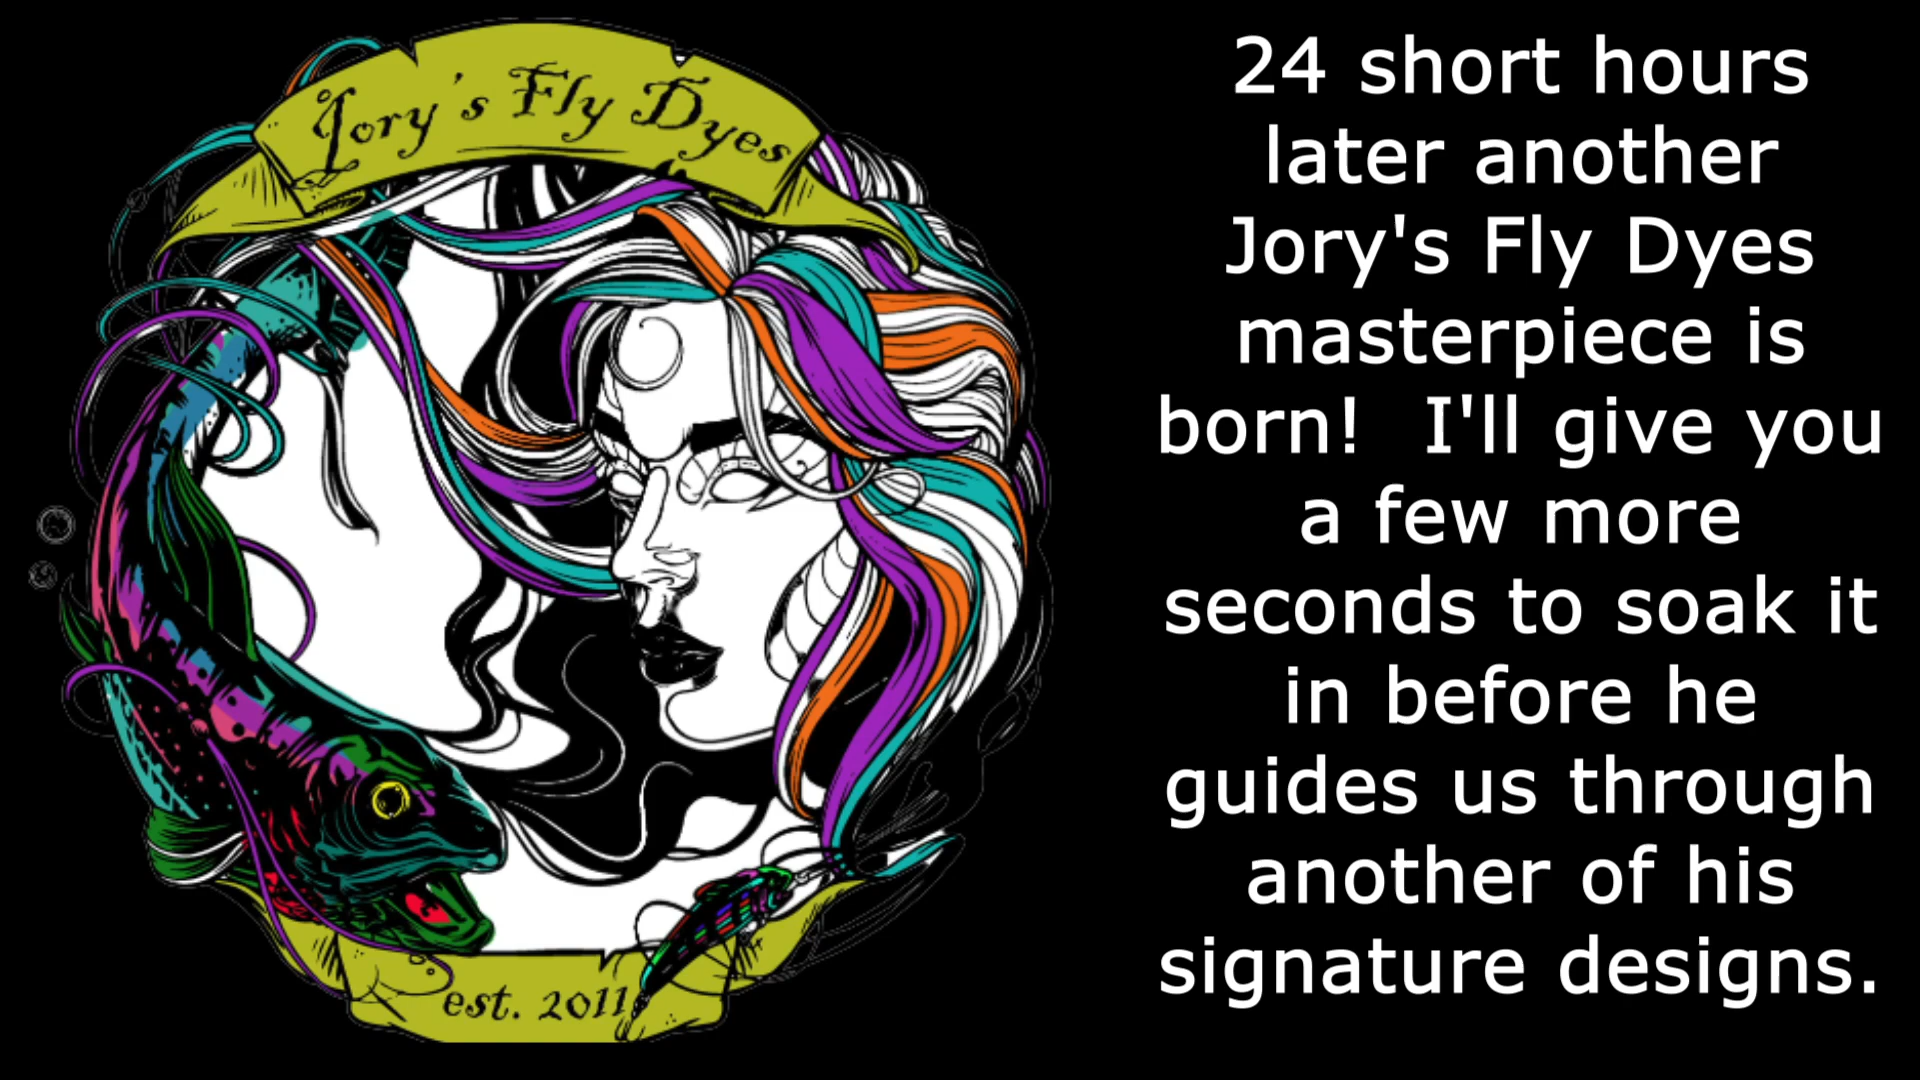 Jory's Fly Dyes
est. 2011
24 short hours
later another
Jory's Fly Dyes
masterpiece is
born!  I'll give you
a few more
seconds to soak it
in before he
guides us through
another of his
signature designs.